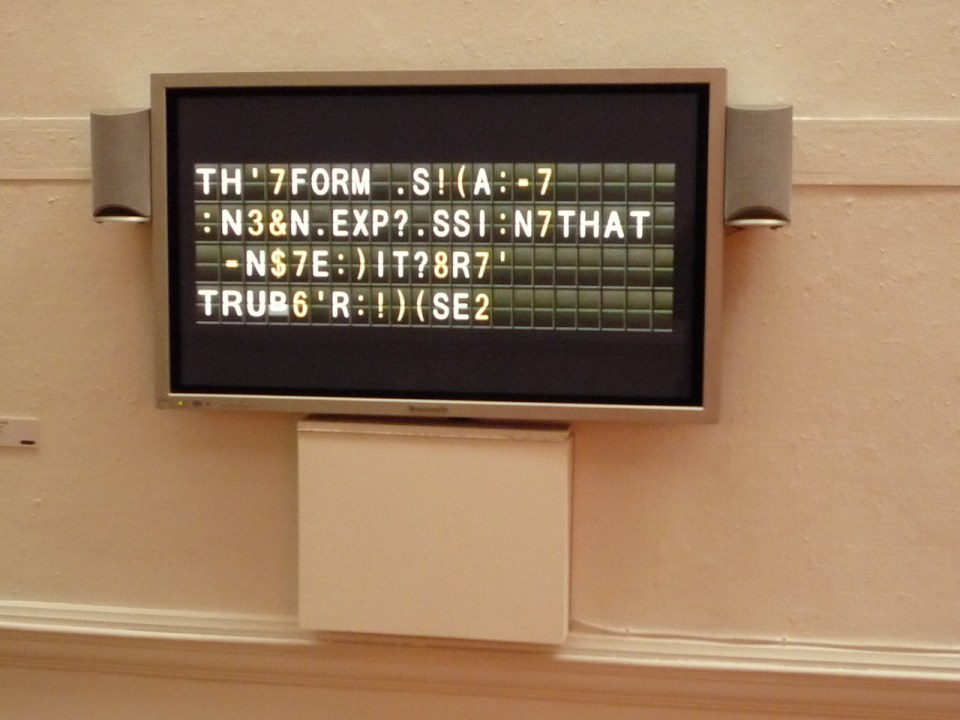 TH'7FORM .S!(A:-7
:N3&N.EXP?.SSI:N7THAT
-N$7E:)IT?8R7'
TRUB6'R:!)(SE2